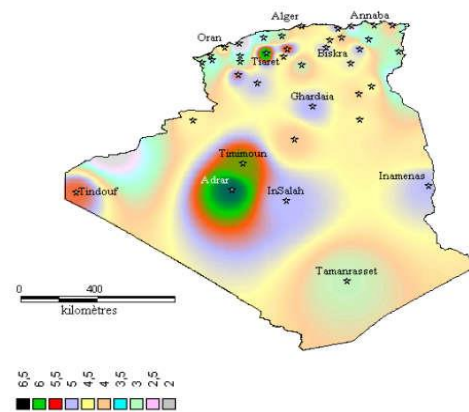 Alger
Annaba
Oran
Tiaret
Biskra
Ghardaia
Timimoun
Adrar
InSalah
Inamenas
Tindouf
Tamanrasset
0 400
kilomètres
6,5 6 5,5 5 4,5 4 3,5 3 2,5 2